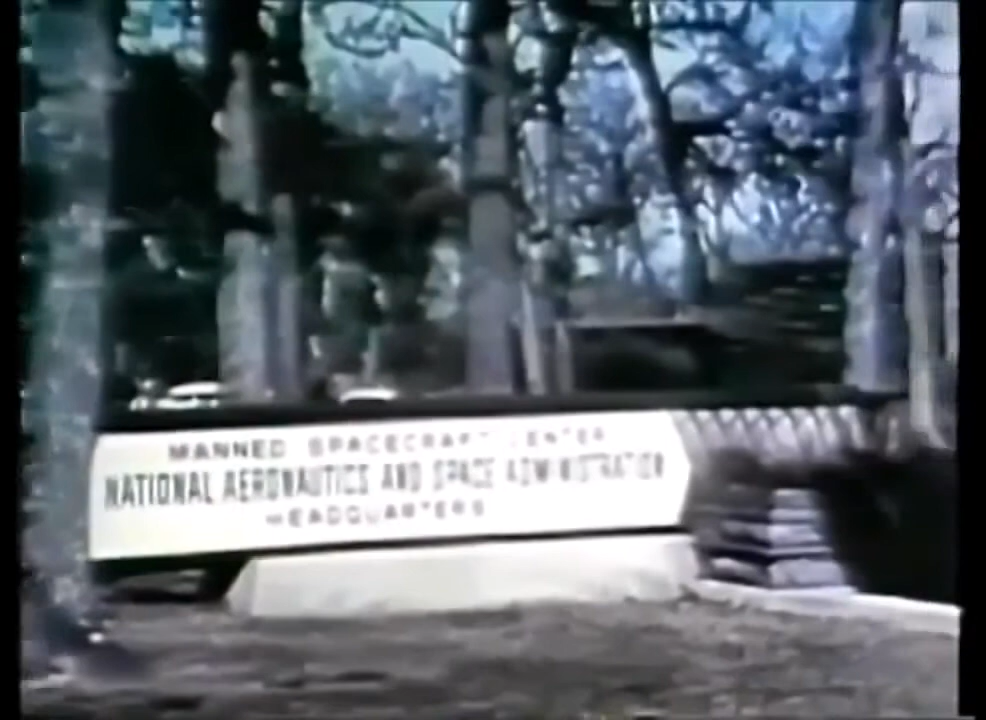 MANNED SPACECRAFT CENTER
NATIONAL AERONAUTICS AND SPACE ADMINISTRATION
HEADQUARTERS